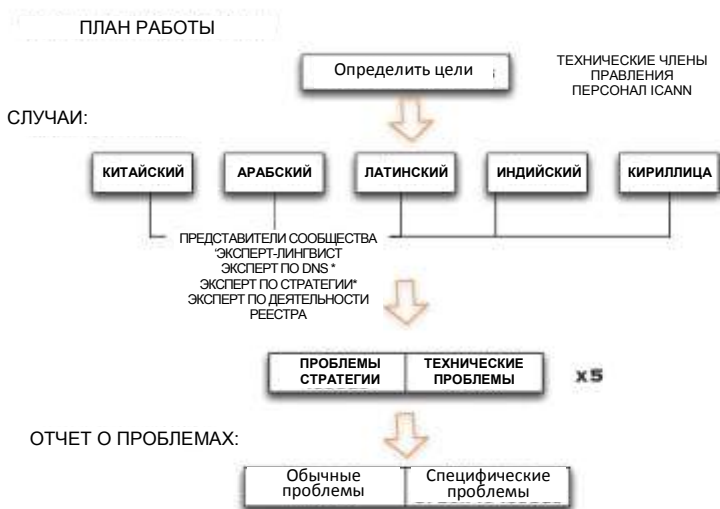 ПЛАН РАБОТЫ
Определить цели
ТЕХНИЧЕСКИЕ ЧЛЕНЫ
ПРАВЛЕНИЯ
ПЕРСОНАЛ ICANN
СЛУЧАИ:
КИТАЙСКИЙ
АРАБСКИЙ
ЛАТИНСКИЙ
ИНДИЙСКИЙ
КИРИЛЛИЦА
ПРЕДСТАВИТЕЛИ СООБЩЕСТВА
'ЭКСПЕРТ-ЛИНГВИСТ
ЭКСПЕРТ ПО DNS *
ЭКСПЕРТ ПО СТРАТЕГИИ*
ЭКСПЕРТ ПО ДЕЯТЕЛЬНОСТИ
РЕЕСТРА
ПРОБЛЕМЫ
СТРАТЕГИИ
ТЕХНИЧЕСКИЕ
ПРОБЛЕМЫ
x5
ОТЧЕТ О ПРОБЛЕМАХ:
Обычные
проблемы
Специфические
проблемы